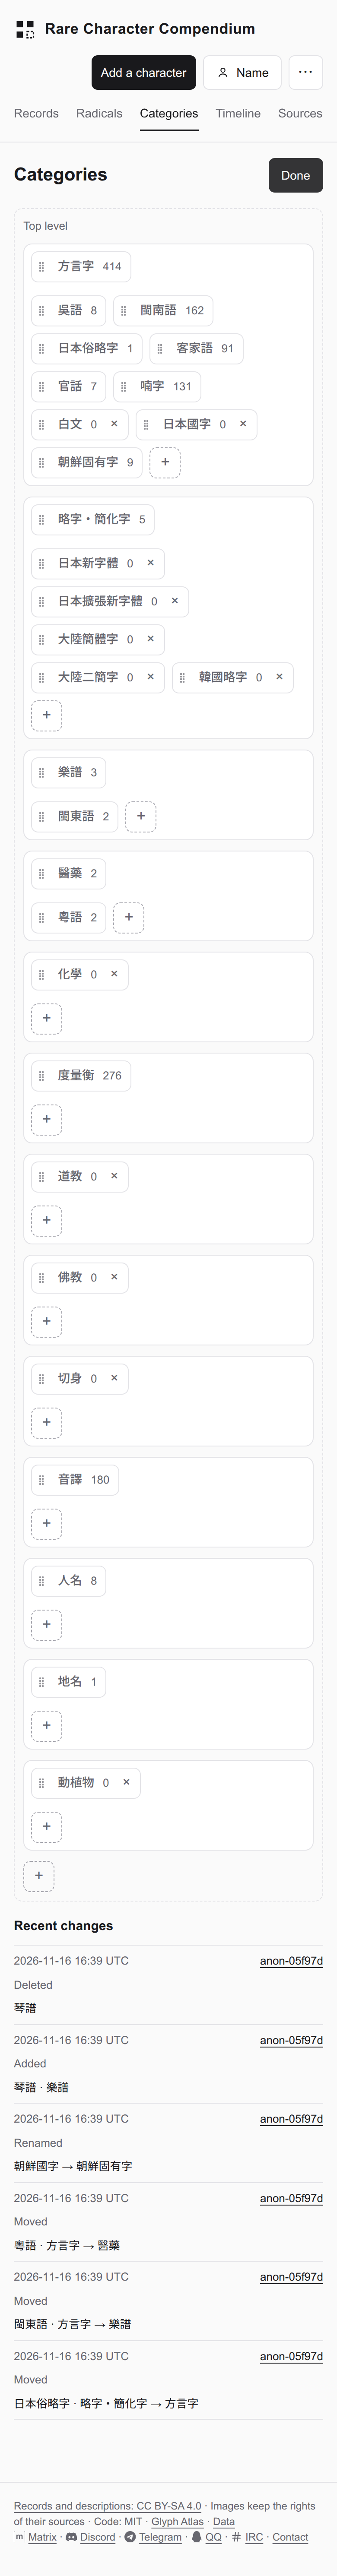 Rare Character Compendium
Add a character Name ···
Records Radicals Categories Timeline Sources
Categories Done
Top level
方言字 414
吳語 8 閩南語 162
日本俗略字 1 客家語 91
官話 7 喃字 131
白文 0 × 日本國字 0 ×
朝鮮固有字 9 +
略字・簡化字 5
日本新字體 0 ×
日本擴張新字體 0 ×
大陸簡體字 0 ×
大陸二簡字 0 × 韓國略字 0 ×
+
樂譜 3
閩東語 2 +
醫藥 2
粵語 2 +
化學 0 ×
+
度量衡 276
+
道教 0 ×
+
佛教 0 ×
+
切身 0 ×
+
音譯 180
+
人名 8
+
地名 1
+
動植物 0 ×
+
+
Recent changes
2026-11-16 16:39 UTC anon-05f97d
Deleted
琴譜
2026-11-16 16:39 UTC anon-05f97d
Added
琴譜 · 樂譜
2026-11-16 16:39 UTC anon-05f97d
Renamed
朝鮮國字 → 朝鮮固有字
2026-11-16 16:39 UTC anon-05f97d
Moved
粵語 · 方言字 → 醫藥
2026-11-16 16:39 UTC anon-05f97d
Moved
閩東語 · 方言字 → 樂譜
2026-11-16 16:39 UTC anon-05f97d
Moved
日本俗略字 · 略字・簡化字 → 方言字
Records and descriptions: CC BY-SA 4.0 · Images keep the rights
of their sources · Code: MIT · Glyph Atlas · Data
[m] Matrix · Discord · Telegram · QQ · # IRC · Contact